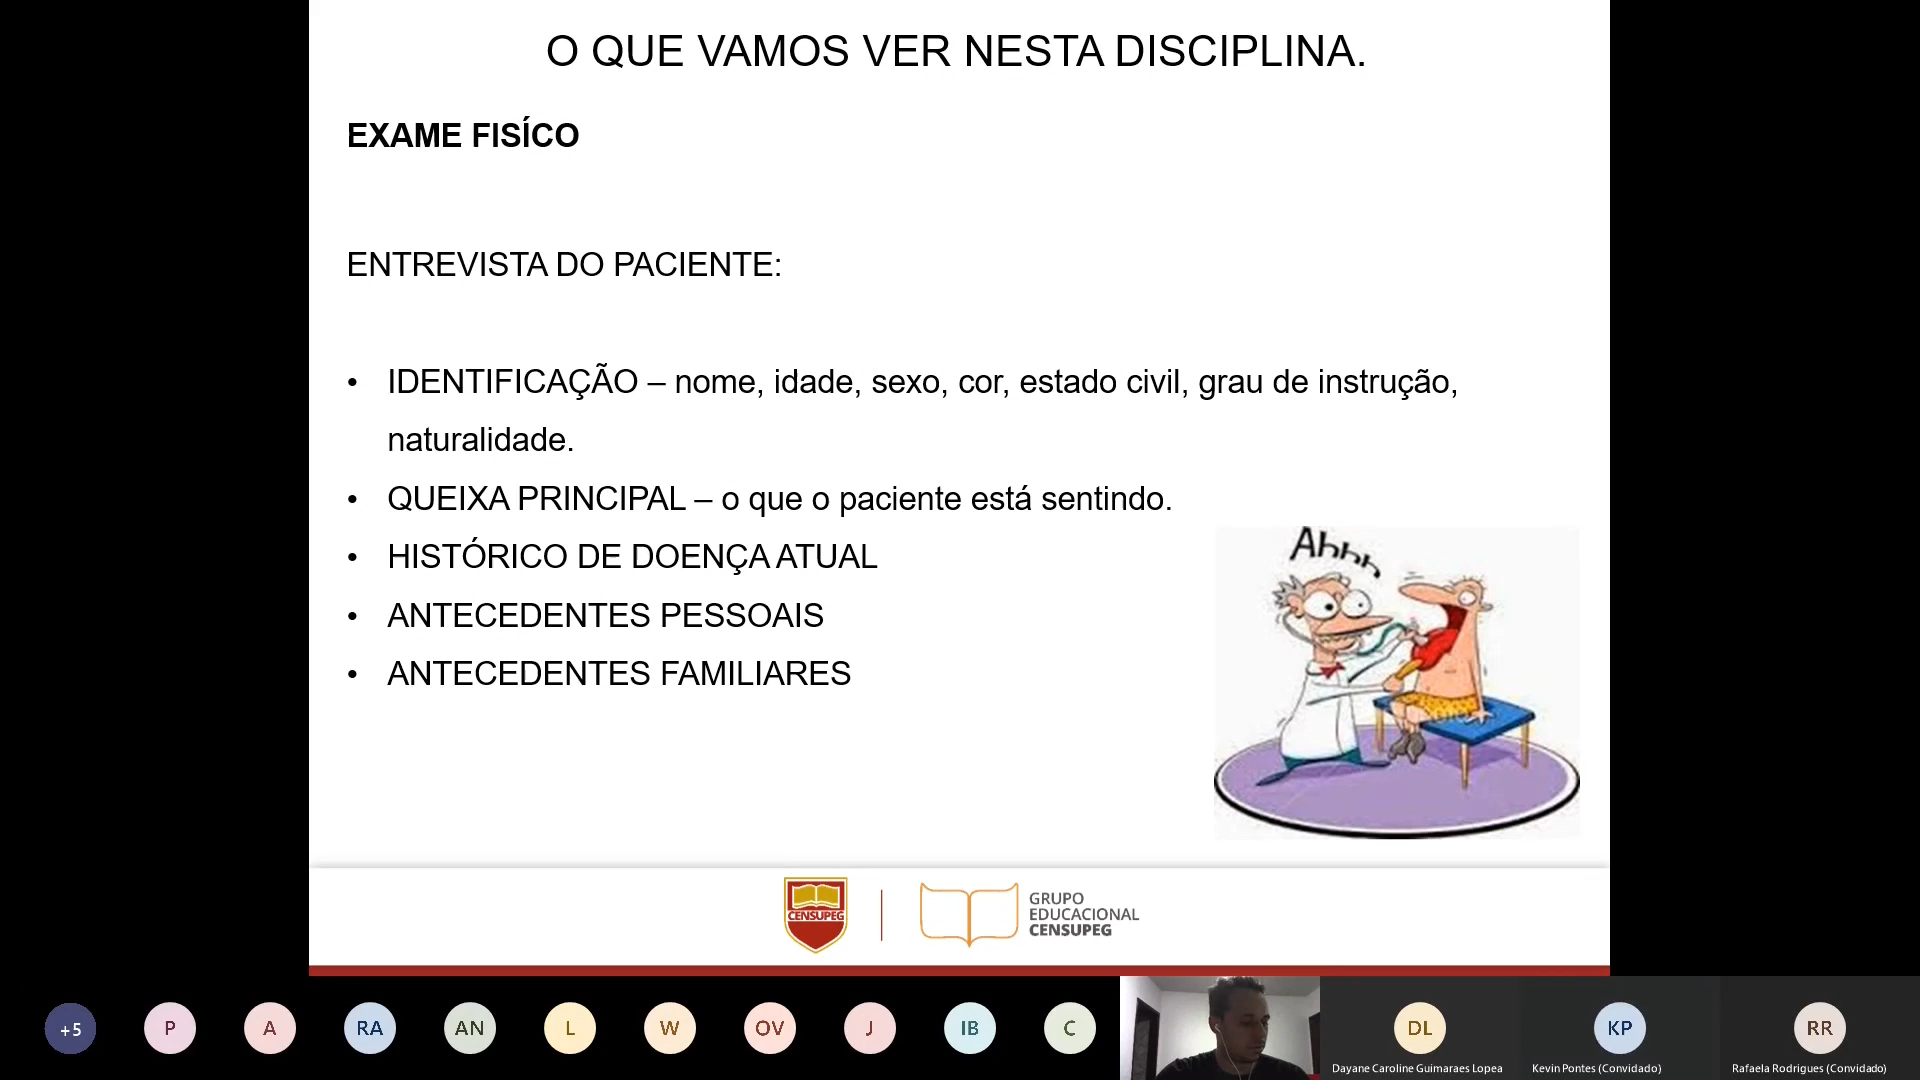 O QUE VAMOS VER NESTA DISCIPLINA.
EXAME FISÍCO
ENTREVISTA DO PACIENTE:
• IDENTIFICAÇÃO – nome, idade, sexo, cor, estado civil, grau de instrução,
naturalidade.
• QUEIXA PRINCIPAL – o que o paciente está sentindo.
• HISTÓRICO DE DOENÇA ATUAL
• ANTECEDENTES PESSOAIS
• ANTECEDENTES FAMILIARES
Ahhh
CENSUPEG
GRUPO
EDUCACIONAL
CENSUPEG
+5
P
A
RA
AN
L
W
OV
J
IB
C
DL
KP
RR
Dayane Caroline Guimaraes Lopea
Kevin Pontes (Convidado)
Rafaela Rodrigues (Convidado)